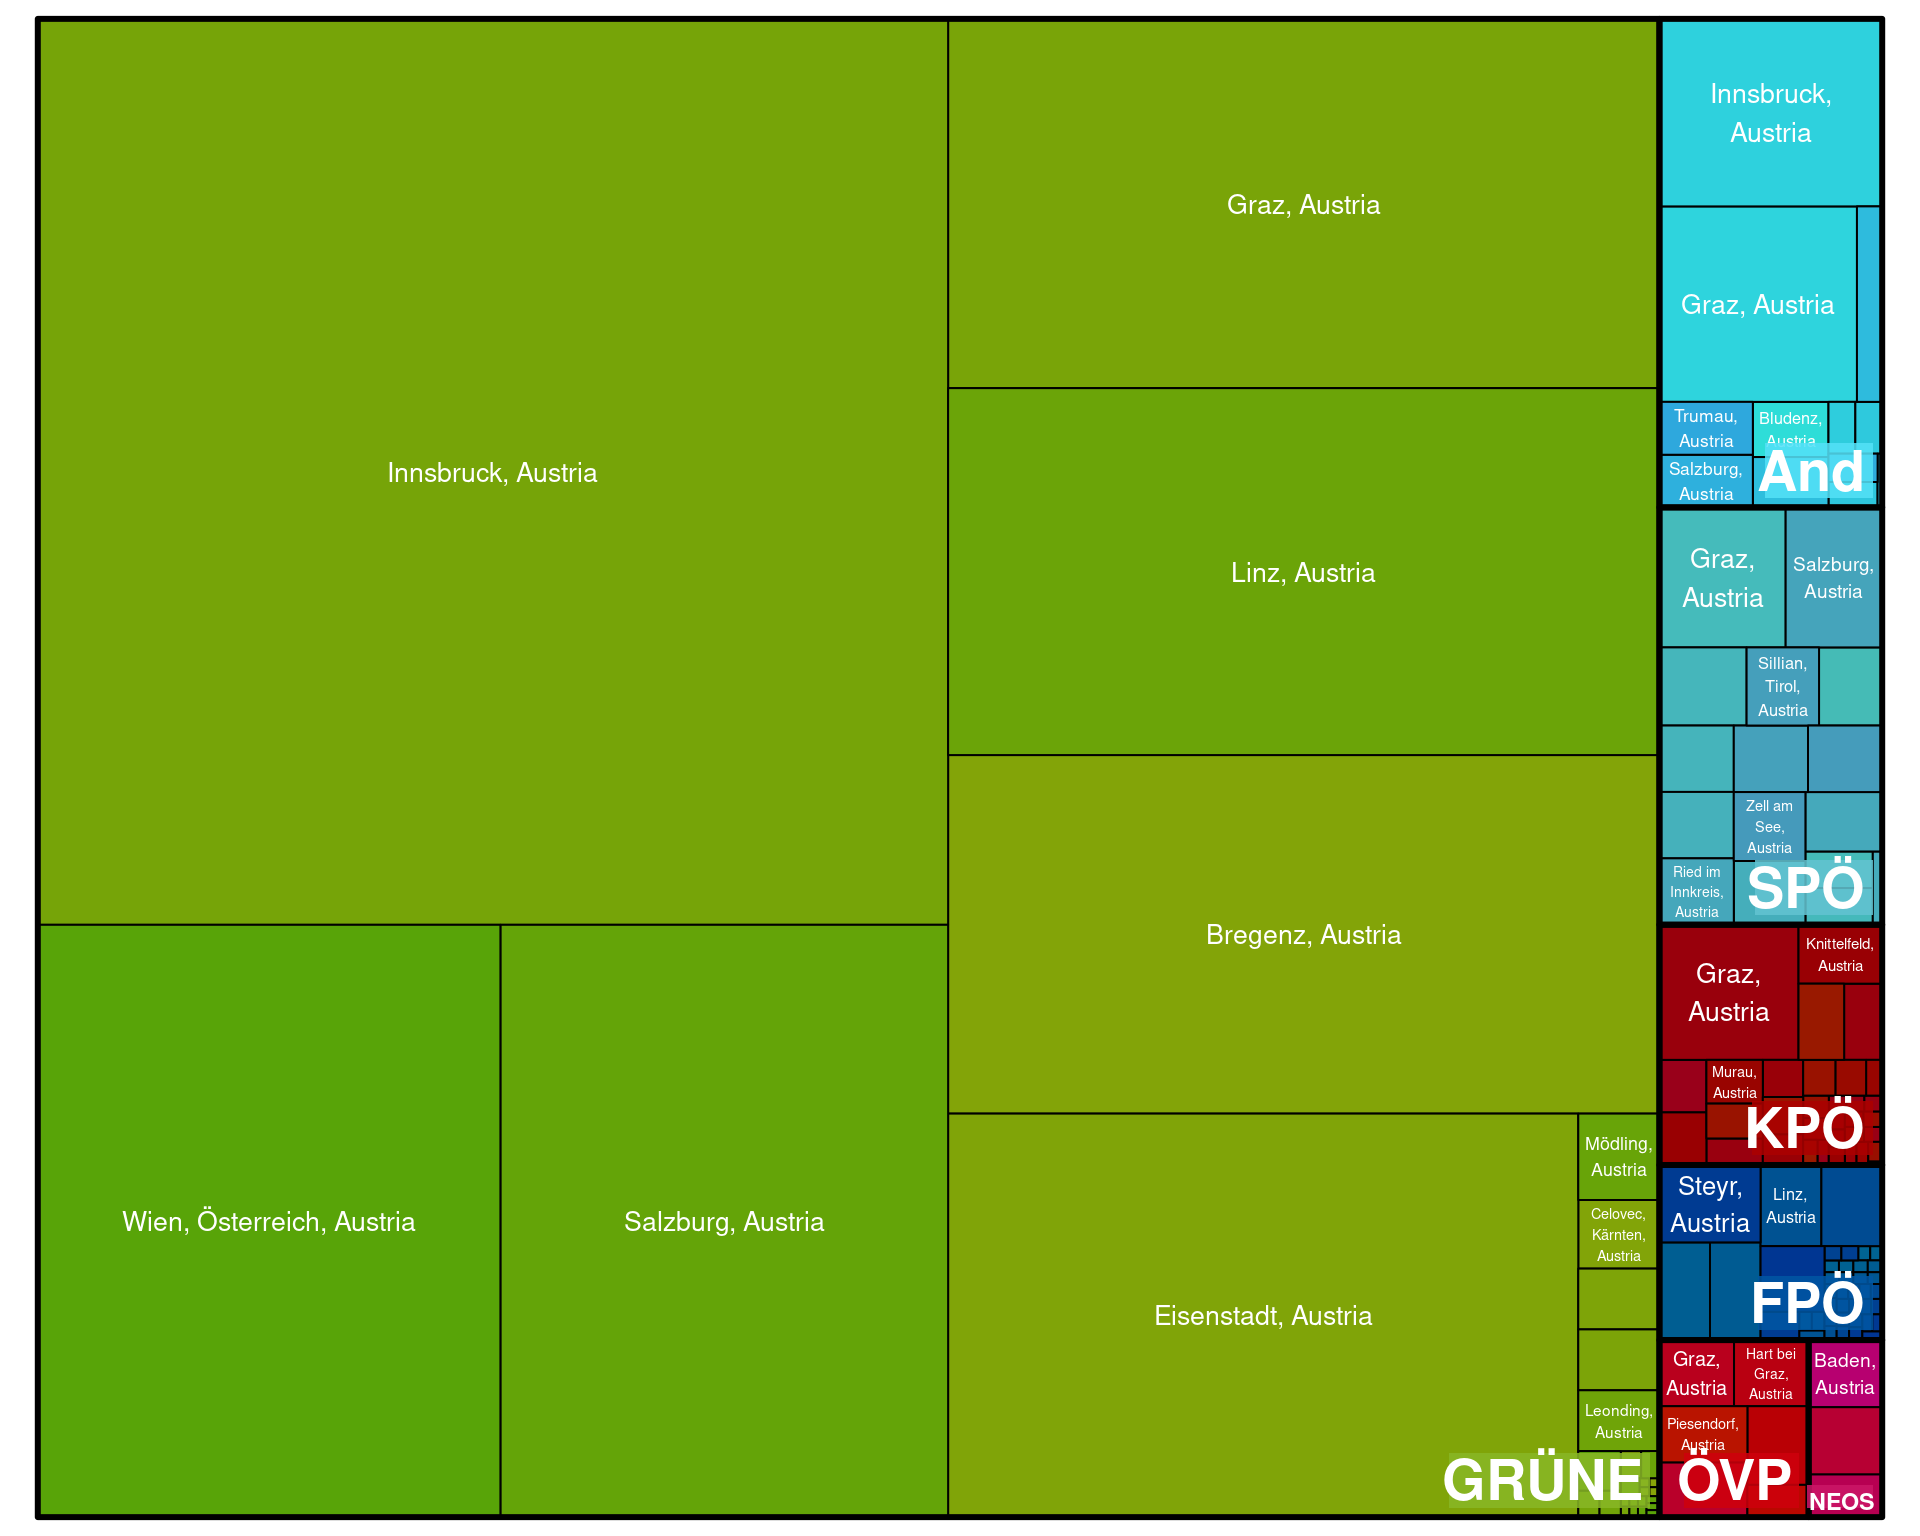 Innsbruck, Austria
Graz, Austria
Linz, Austria
Bregenz, Austria
Wien, Österreich, Austria
Salzburg, Austria
Eisenstadt, Austria
Mödling,
Austria
Celovec,
Kärnten,
Austria
Leonding,
Austria
GRÜNE
Innsbruck,
Austria
Graz, Austria
Trumau,
Austria
Bludenz,
Austria
Salzburg,
Austria
And
Graz,
Austria
Salzburg,
Austria
Sillian,
Tirol,
Austria
Zell am
See,
Austria
Ried im
Innkreis,
Austria
SPÖ
Graz,
Austria
Knittelfeld,
Austria
Murau,
Austria
KPÖ
Steyr,
Austria
Linz,
Austria
FPÖ
Graz,
Austria
Hart bei
Graz,
Austria
Piesendorf,
Austria
ÖVP
Baden,
Austria
NEOS